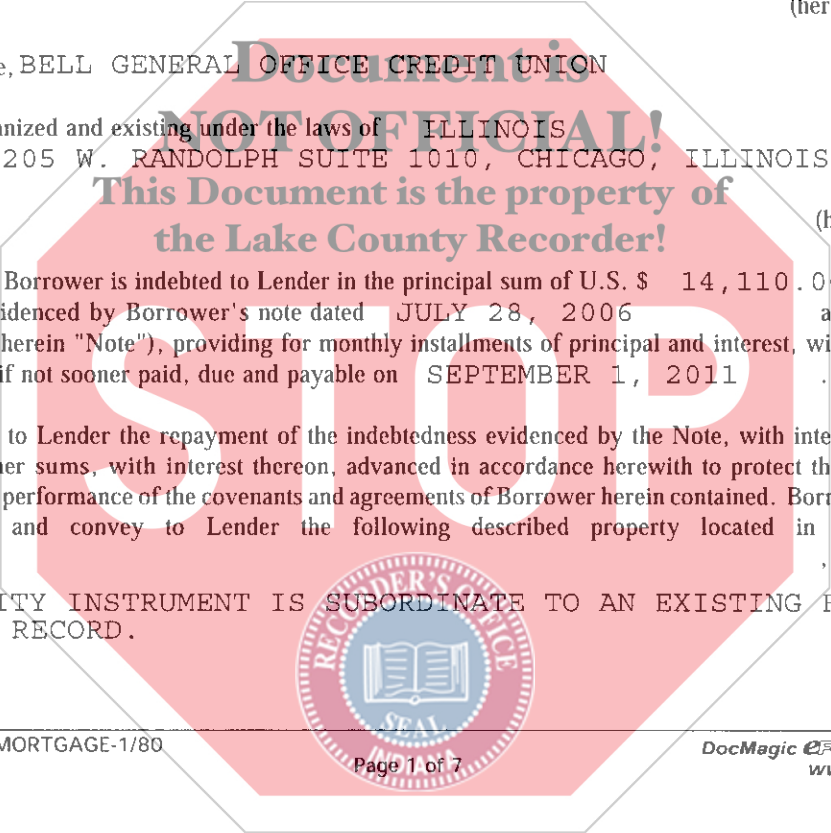 (her
e, BELL GENERAL OFFICE CREDIT UNION
Document is
NOT OFFICIAL!
This Document is the property of
the Lake County Recorder!
anized and existing under the laws of ILLINOIS
205 W. RANDOLPH SUITE 1010, CHICAGO, ILLINOIS
(h
Borrower is indebted to Lender in the principal sum of U.S. $ 14,110.0
idenced by Borrower's note dated JULY 28, 2006 a
herein "Note"), providing for monthly installments of principal and interest, wi
if not sooner paid, due and payable on SEPTEMBER 1, 2011 .
STOP
to Lender the repayment of the indebtedness evidenced by the Note, with inte
er sums, with interest thereon, advanced in accordance herewith to protect th
performance of the covenants and agreements of Borrower herein contained. Borr
and convey to Lender the following described property located in
,
ITY INSTRUMENT IS SUBORDINATE TO AN EXISTING F
RECORD.
RECORDER'S OFFICE
SEAL
INDIANA
MORTGAGE-1/80
Page 1 of 7
DocMagic
ww